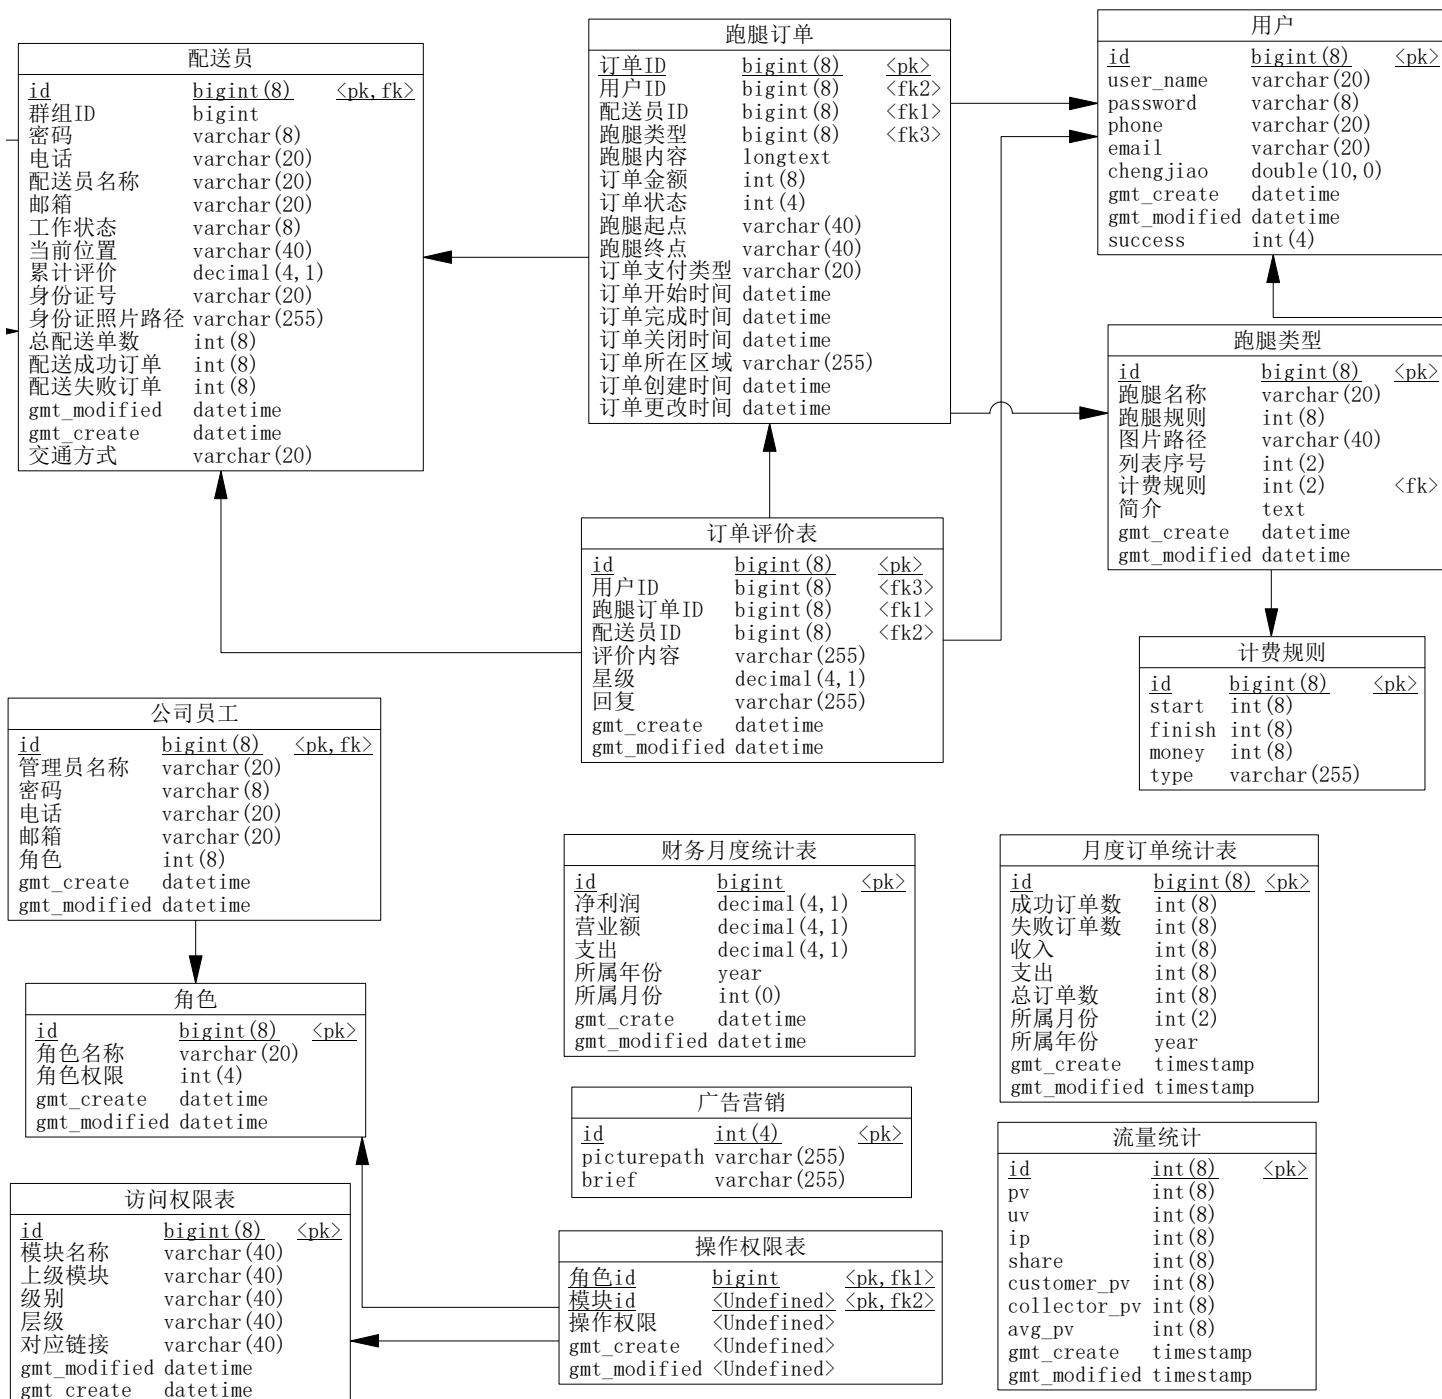 配送员
id bigint(8) <pk,fk>
群组ID bigint
密码 varchar(8)
电话 varchar(20)
配送员名称 varchar(20)
邮箱 varchar(20)
工作状态 varchar(8)
当前位置 varchar(40)
累计评价 decimal(4,1)
身份证号 varchar(20)
身份证照片路径 varchar(255)
总配送单数 int(8)
配送成功订单 int(8)
配送失败订单 int(8)
gmt_modified datetime
gmt_create datetime
交通方式 varchar(20)
跑腿订单
订单ID bigint(8) <pk>
用户ID bigint(8) <fk2>
配送员ID bigint(8) <fk1>
跑腿类型 bigint(8) <fk3>
跑腿内容 longtext
订单金额 int(8)
订单状态 int(4)
跑腿起点 varchar(40)
跑腿终点 varchar(40)
订单支付类型 varchar(20)
订单开始时间 datetime
订单完成时间 datetime
订单关闭时间 datetime
订单所在区域 varchar(255)
订单创建时间 datetime
订单更改时间 datetime
用户
id bigint(8) <pk>
user_name varchar(20)
password varchar(8)
phone varchar(20)
email varchar(20)
chengjiao double(10,0)
gmt_create datetime
gmt_modified datetime
success int(4)
跑腿类型
id bigint(8) <pk>
跑腿名称 varchar(20)
跑腿规则 int(8)
图片路径 varchar(40)
列表序号 int(2)
计费规则 int(2) <fk>
简介 text
gmt_create datetime
gmt_modified datetime
订单评价表
id bigint(8) <pk>
用户ID bigint(8) <fk3>
跑腿订单ID bigint(8) <fk1>
配送员ID bigint(8) <fk2>
评价内容 varchar(255)
星级 decimal(4,1)
回复 varchar(255)
gmt_create datetime
gmt_modified datetime
计费规则
id bigint(8) <pk>
start int(8)
finish int(8)
money int(8)
type varchar(255)
公司员工
id bigint(8) <pk,fk>
管理员名称 varchar(20)
密码 varchar(8)
电话 varchar(20)
邮箱 varchar(20)
角色 int(8)
gmt_create datetime
gmt_modified datetime
财务月度统计表
id bigint <pk>
净利润 decimal(4,1)
营业额 decimal(4,1)
支出 decimal(4,1)
所属年份 year
所属月份 int(0)
gmt_crate datetime
gmt_modified datetime
月度订单统计表
id bigint(8) <pk>
成功订单数 int(8)
失败订单数 int(8)
收入 int(8)
支出 int(8)
总订单数 int(8)
所属月份 int(2)
所属年份 year
gmt_create timestamp
gmt_modified timestamp
角色
id bigint(8) <pk>
角色名称 varchar(20)
角色权限 int(4)
gmt_create datetime
gmt_modified datetime
广告营销
id int(4) <pk>
picturepath varchar(255)
brief varchar(255)
流量统计
id int(8) <pk>
pv int(8)
uv int(8)
ip int(8)
share int(8)
customer_pv int(8)
collector_pv int(8)
avg_pv int(8)
gmt_create timestamp
gmt_modified timestamp
访问权限表
id bigint(8) <pk>
模块名称 varchar(40)
上级模块 varchar(40)
级别 varchar(40)
层级 varchar(40)
对应链接 varchar(40)
gmt_modified datetime
gmt_create datetime
操作权限表
角色id bigint <pk,fk1>
模块id <Undefined> <pk,fk2>
操作权限 <Undefined>
gmt_create <Undefined>
gmt_modified <Undefined>